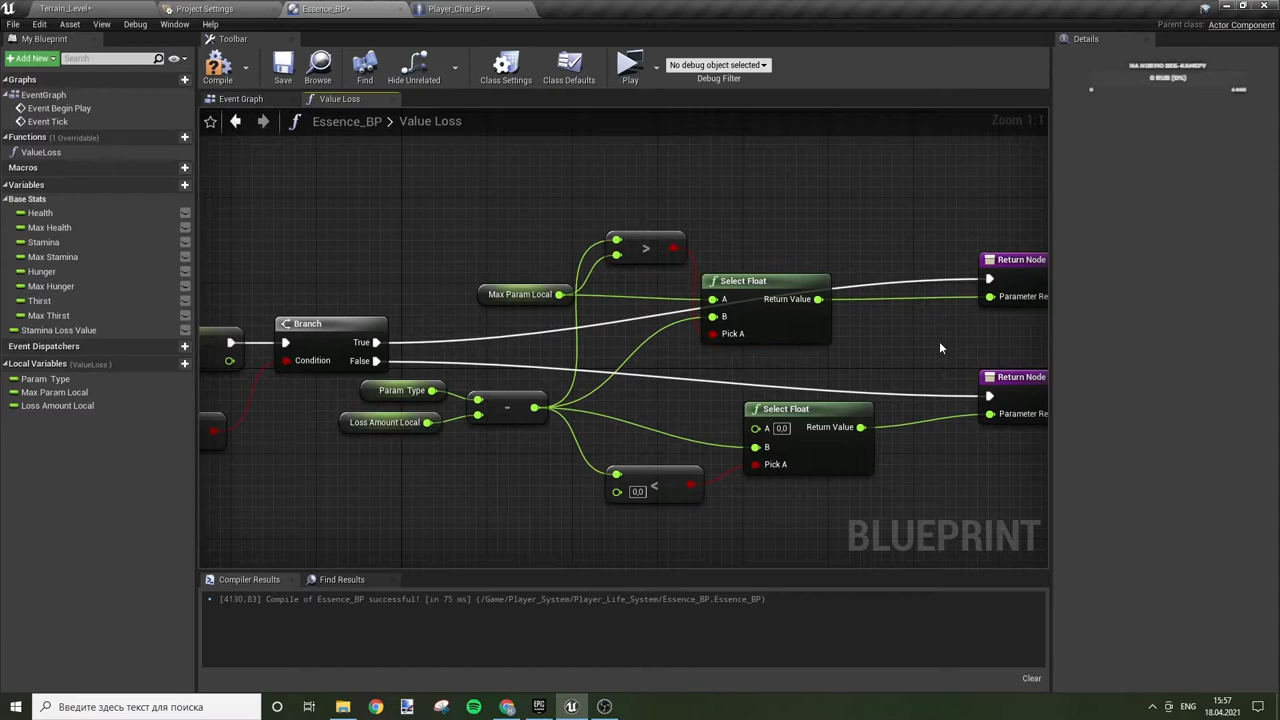 Terrain_Level•
Project Settings
Essence_BP•
Player_Char_BP•
File Edit Asset View Debug Window Help
Parent class: Actor Component
My Blueprint
Toolbar
Details
Add New
Search
Compile
Save
Browse
Find
Hide Unrelated
Class Settings
Class Defaults
Play
No debug object selected
Debug Filter
НА НОВУЮ ВЕБ-КАМЕРУ
0 RUB (0%)
Graphs
EventGraph
Event Begin Play
Event Tick
Functions (1 Overridable)
ValueLoss
Macros
Variables
Base Stats
Health
Max Health
Stamina
Max Stamina
Hunger
Max Hunger
Thirst
Max Thirst
Stamina Loss Value
Event Dispatchers
Local Variables (ValueLoss)
Param Type
Max Param Local
Loss Amount Local
Event Graph
Value Loss
f Essence_BP > Value Loss
Zoom 1:1
>
Max Param Local
f Select Float
A
Return Value
B
Pick A
Return Node
Parameter Re
Branch
True
Condition
False
Param Type
Loss Amount Local
-
Return Node
Parameter Re
f Select Float
A 0,0
Return Value
B
Pick A
0,0 <
BLUEPRINT
Compiler Results
Find Results
• [4130,83] Compile of Essence_BP successful! [in 75 ms] (/Game/Player_System/Player_Life_System/Essence_BP.Essence_BP)
Clear
Введите здесь текст для поиска
ENG
15:57
18.04.2021